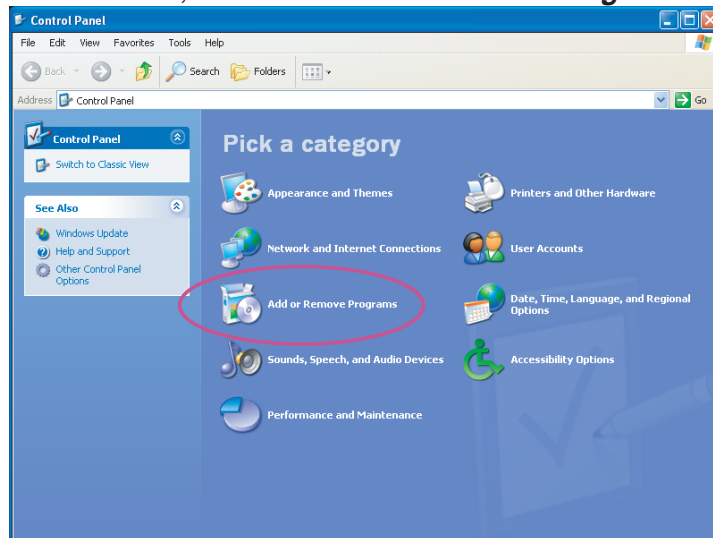 Control Panel
File Edit View Favorites Tools Help
Back Search Folders
Address Control Panel Go
Control Panel
Switch to Classic View
See Also
Windows Update
Help and Support
Other Control Panel
Options
Pick a category
Appearance and Themes
Printers and Other Hardware
Network and Internet Connections
User Accounts
Add or Remove Programs
Date, Time, Language, and Regional
Options
Sounds, Speech, and Audio Devices
Accessibility Options
Performance and Maintenance